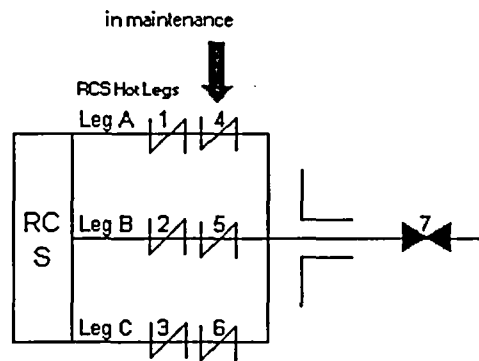 in maintenance
RCS Hot Legs
Leg A 1 4
RC
S
Leg B 2 5
7
Leg C 3 6